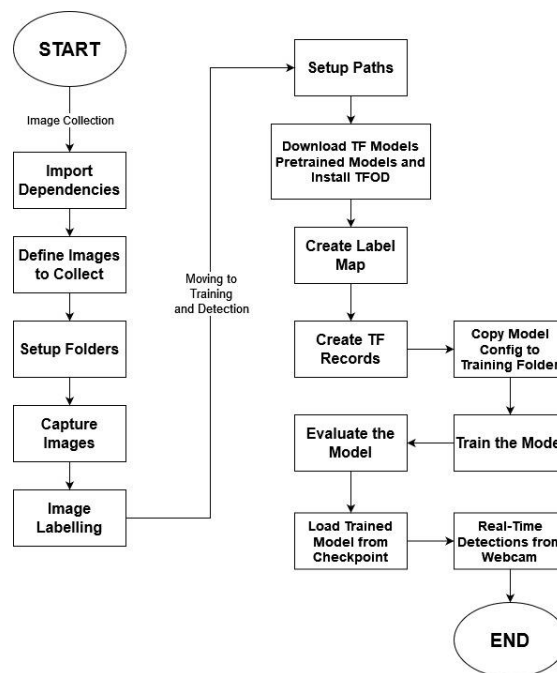 START
Image Collection
Import
Dependencies
Define Images
to Collect
Setup Folders
Capture
Images
Image
Labelling
Moving to
Training
and Detection
Setup Paths
Download TF Models
Pretrained Models and
Install TFOD
Create Label
Map
Create TF
Records
Copy Model
Config to
Training Folder
Train the Model
Evaluate the
Model
Load Trained
Model from
Checkpoint
Real-Time
Detections from
Webcam
END